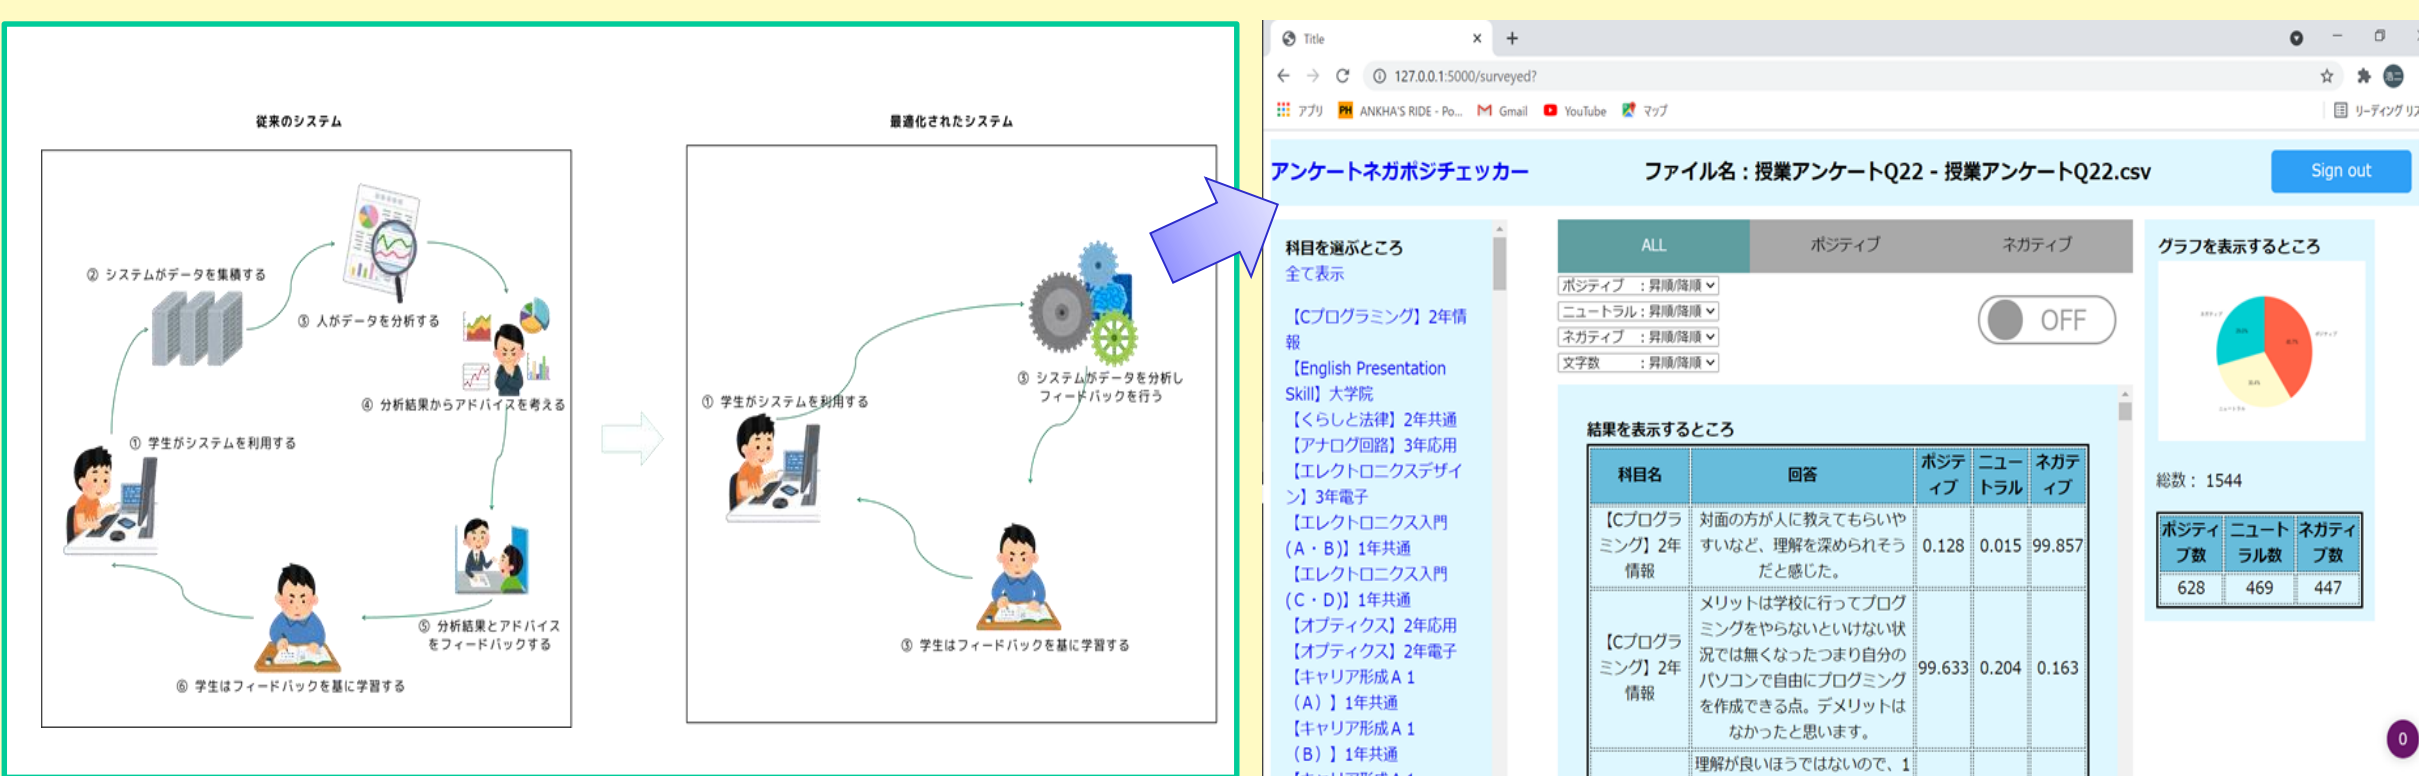 従来のシステム
② システムがデータを集積する
③ 人がデータを分析する
④ 分析結果からアドバイスを考える
① 学生がシステムを利用する
⑤ 分析結果とアドバイス
をフィードバックする
⑥ 学生はフィードバックを基に学習する
最適化されたシステム
① 学生がシステムを利用する
③ システムがデータを分析し
フィードバックを行う
③ 学生はフィードバックを基に学習する
Title
127.0.0.1:5000/surveyed?
アプリ PH ANKHA'S RIDE - Po... Gmail YouTube マップ
リーディングリス
アンケートネガポジチェッカー
ファイル名：授業アンケートQ22 - 授業アンケートQ22.csv
Sign out
科目を選ぶところ
全て表示
【Cプログラミング】2年情
報
【English Presentation
Skill】大学院
【くらしと法律】2年共通
【アナログ回路】3年応用
【エレクトロニクスデザイ
ン】3年電子
【エレクトロニクス入門
(A・B)】1年共通
【エレクトロニクス入門
(C・D)】1年共通
【オプティクス】2年応用
【オプティクス】2年電子
【キャリア形成A 1
（A）】1年共通
【キャリア形成A 1
（B）】1年共通
ALL ポジティブ ネガティブ
ポジティブ ：昇順/降順
ニュートラル：昇順/降順
ネガティブ ：昇順/降順
文字数 ：昇順/降順
OFF
結果を表示するところ
科目名 回答 ポジテ
ィブ ニュー
トラル ネガテ
ィブ
【Cプログラ
ミング】2年
情報
対面の方が人に教えてもらいや
すいなど、理解を深められそう
だと感じた。
0.128 0.015 99.857
【Cプログラ
ミング】2年
情報
メリットは学校に行ってプログ
ミングをやらないといけない状
況では無くなったつまり自分の
パソコンで自由にプログミング
を作成できる点。デメリットは
なかったと思います。
99.633 0.204 0.163
理解が良いほうではないので、1
グラフを表示するところ
総数： 1544
ポジティ
ブ数 ニュート
ラル数 ネガティ
ブ数
628 469 447
0